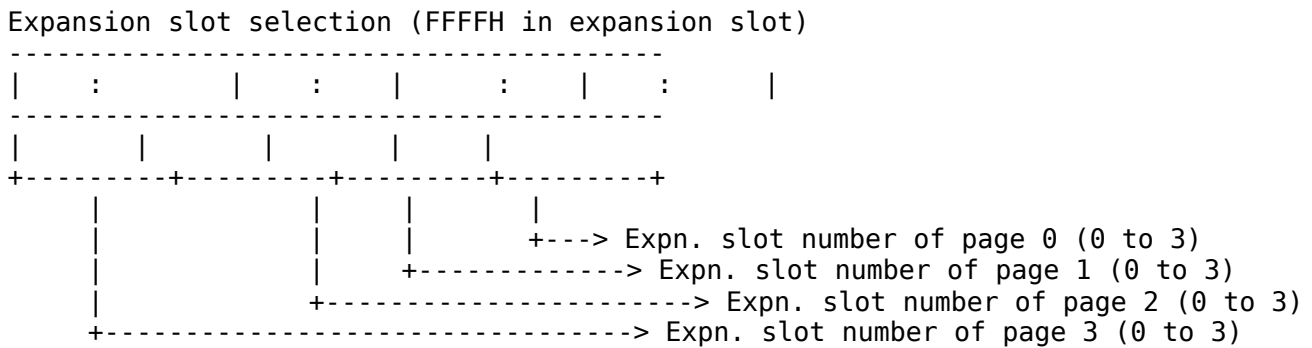 Expansion slot selection (FFFFH in expansion slot)
-----------------------------------------
|    :        |    :    |      :    |    :      |
-----------------------------------------
|       |       |       |     |
+---------+---------+---------+---------+
     |             |     |       |
     |             |     |       +---> Expn. slot number of page 0 (0 to 3)
     |             |     +-------------> Expn. slot number of page 1 (0 to 3)
     |             +-----------------------> Expn. slot number of page 2 (0 to 3)
     +---------------------------------> Expn. slot number of page 3 (0 to 3)